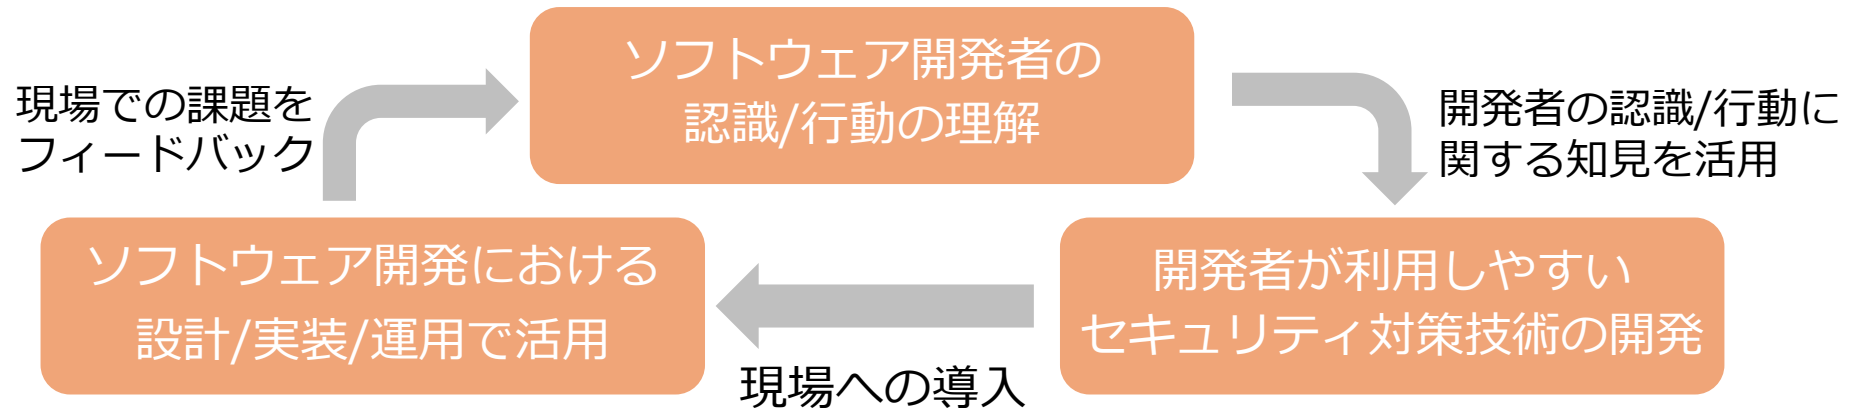 ソフトウェア開発者の
認識/行動の理解
現場での課題を
フィードバック
開発者の認識/行動に
関する知見を活用
ソフトウェア開発における
設計/実装/運用で活用
開発者が利用しやすい
セキュリティ対策技術の開発
現場への導入